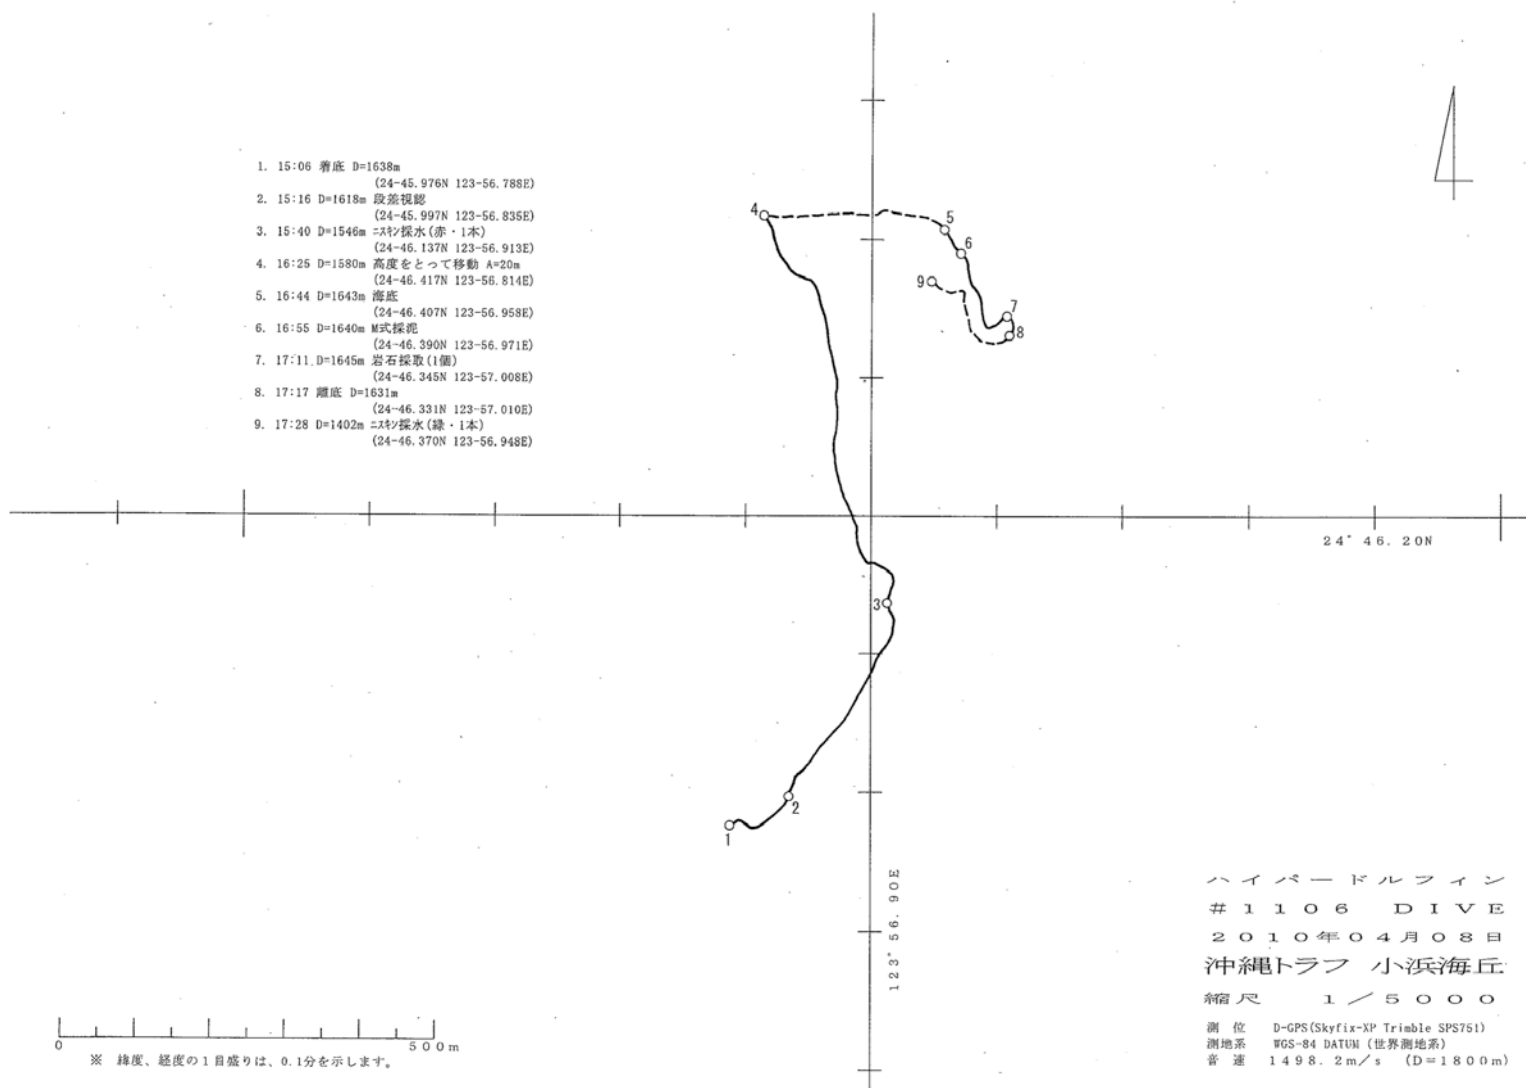 1. 15:06 着底 D=1638m
(24-45.976N 123-56.788E)
2. 15:16 D=1618m 段差視認
(24-45.997N 123-56.835E)
3. 15:40 D=1546m ニスキン採水(赤・1本)
(24-46.137N 123-56.913E)
4. 16:25 D=1580m 高度をとって移動 A=20m
(24-46.417N 123-56.814E)
5. 16:44 D=1643m 海底
(24-46.407N 123-56.958E)
6. 16:55 D=1640m M式採泥
(24-46.390N 123-56.971E)
7. 17:11 D=1645m 岩石採取(1個)
(24-46.345N 123-57.008E)
8. 17:17 離底 D=1631m
(24-46.331N 123-57.010E)
9. 17:28 D=1402m ニスキン採水(緑・1本)
(24-46.370N 123-56.948E)
4
5
6
9
7
8
24° 46. 20N
3
2
1
123° 56. 90E
ハイパードルフィン
#1106 DIVE
2010年04月08日
沖縄トラフ 小浜海丘
縮尺 1/5000
測位 D-GPS(Skyfix-XP Trimble SPS751)
測地系 WGS-84 DATUM (世界測地系)
音速 1498. 2m/s (D=1800m)
0 500m
※ 緯度、経度の1目盛りは、0.1分を示します。